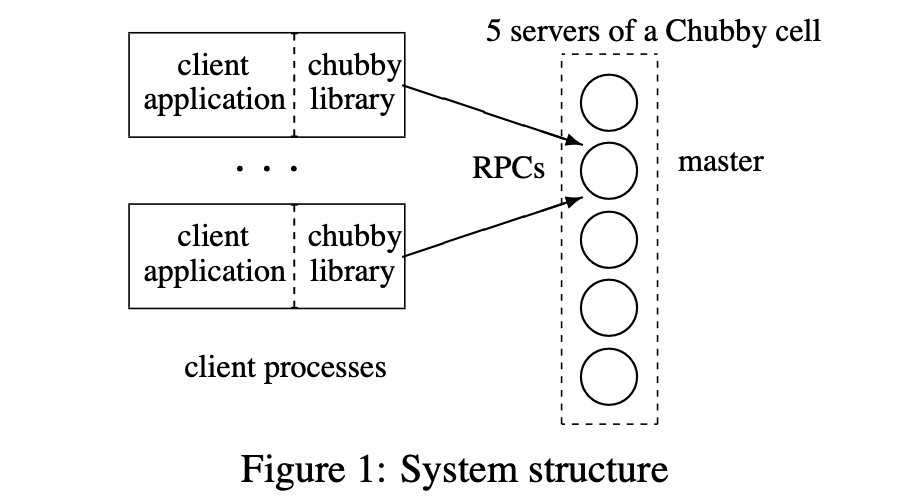 5 servers of a Chubby cell
client
application
chubby
library
. . .
RPCs
master
client
application
chubby
library
client processes
Figure 1: System structure